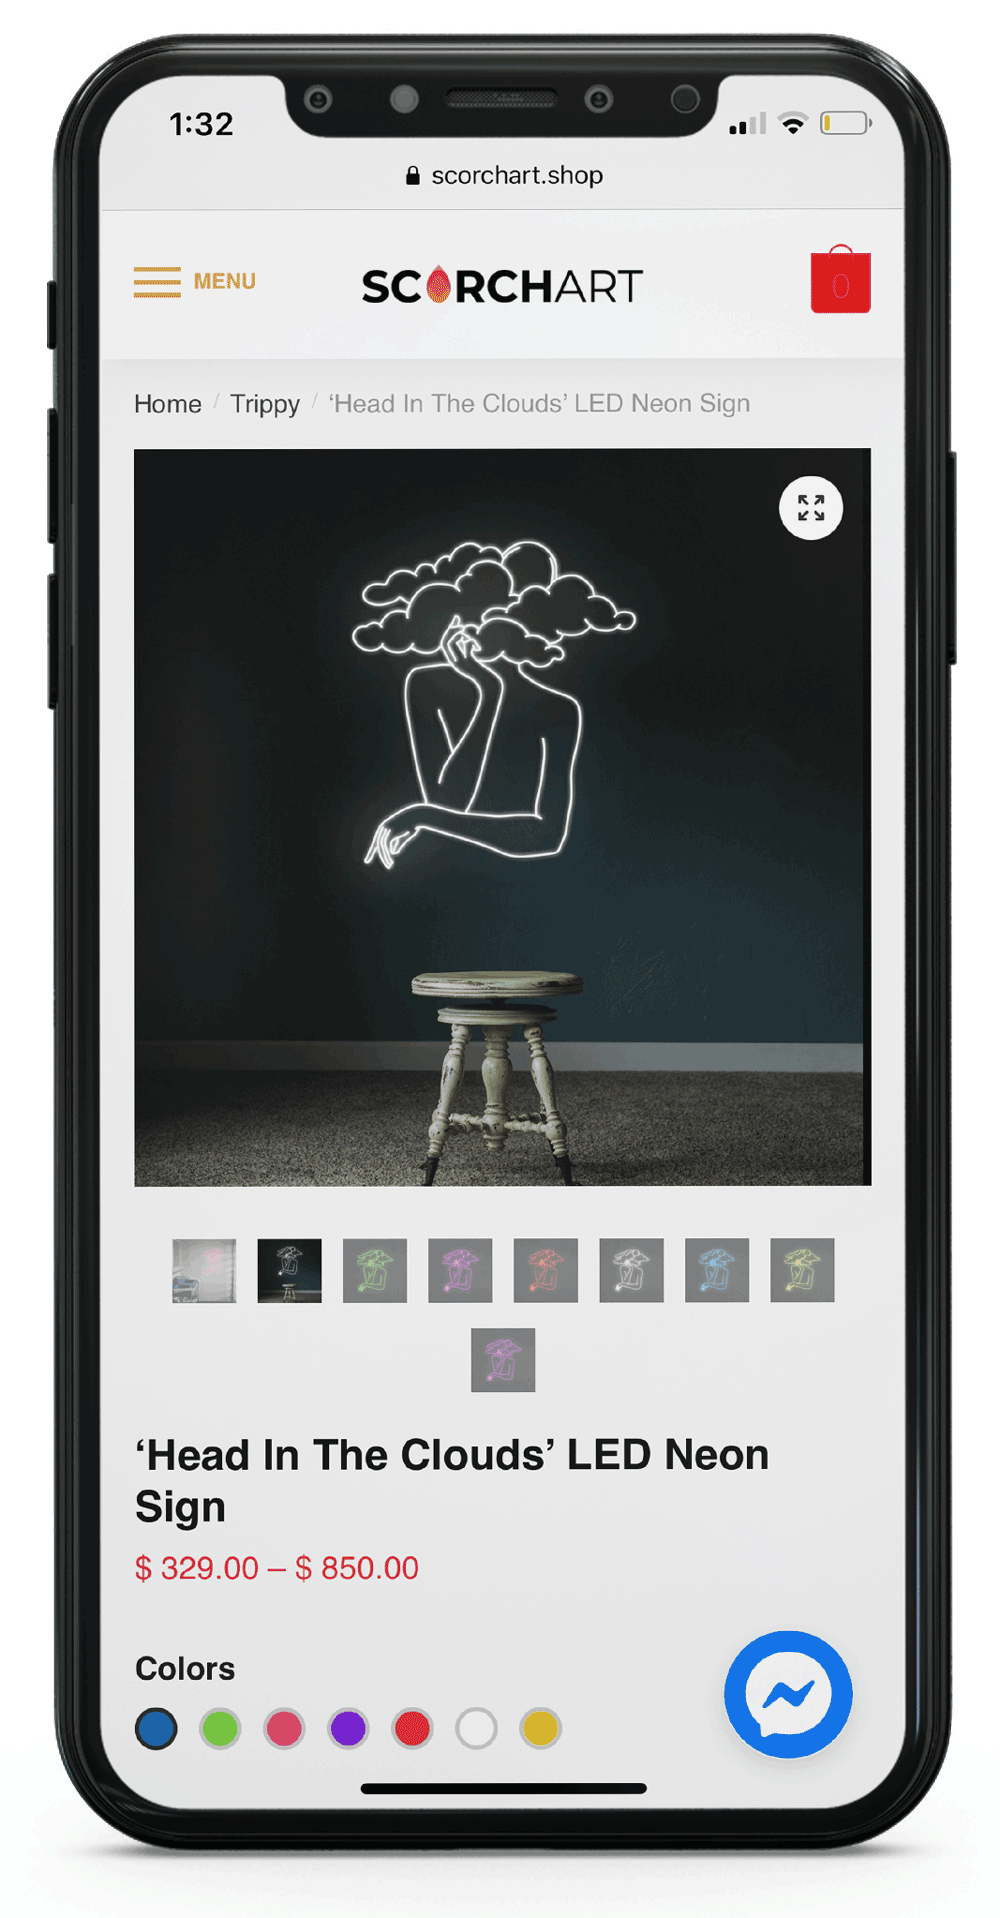 1:32
scorchart.shop
MENU
SCORCHART
0
Home / Trippy / ‘Head In The Clouds’ LED Neon Sign
‘Head In The Clouds’ LED Neon
Sign
$ 329.00 – $ 850.00
Colors